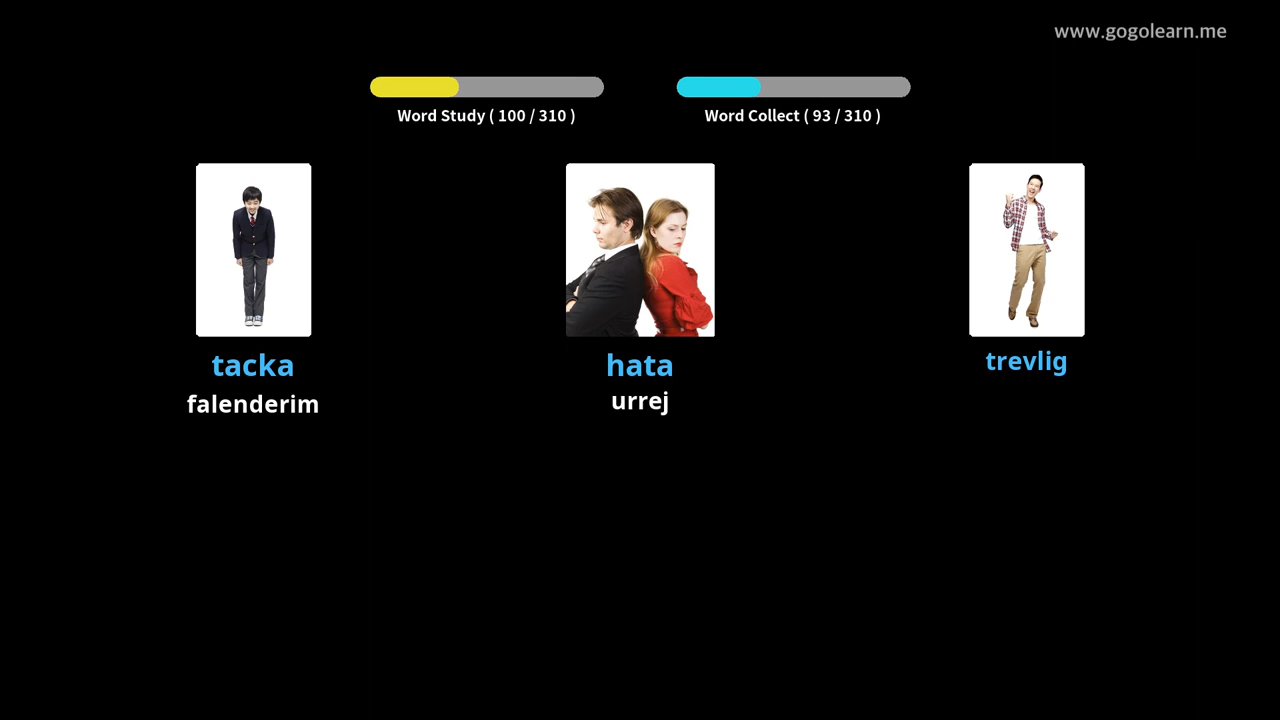 www.gogolearn.me
Word Study ( 100 / 310 )
Word Collect ( 93 / 310 )
tacka
falenderim
hata
urrej
trevlig